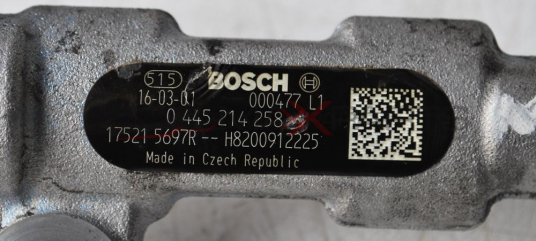 515 BOSCH
16-03-01 000477 L1
0 445 214 258
17521 5697R -- H8200912225
Made in Czech Republic